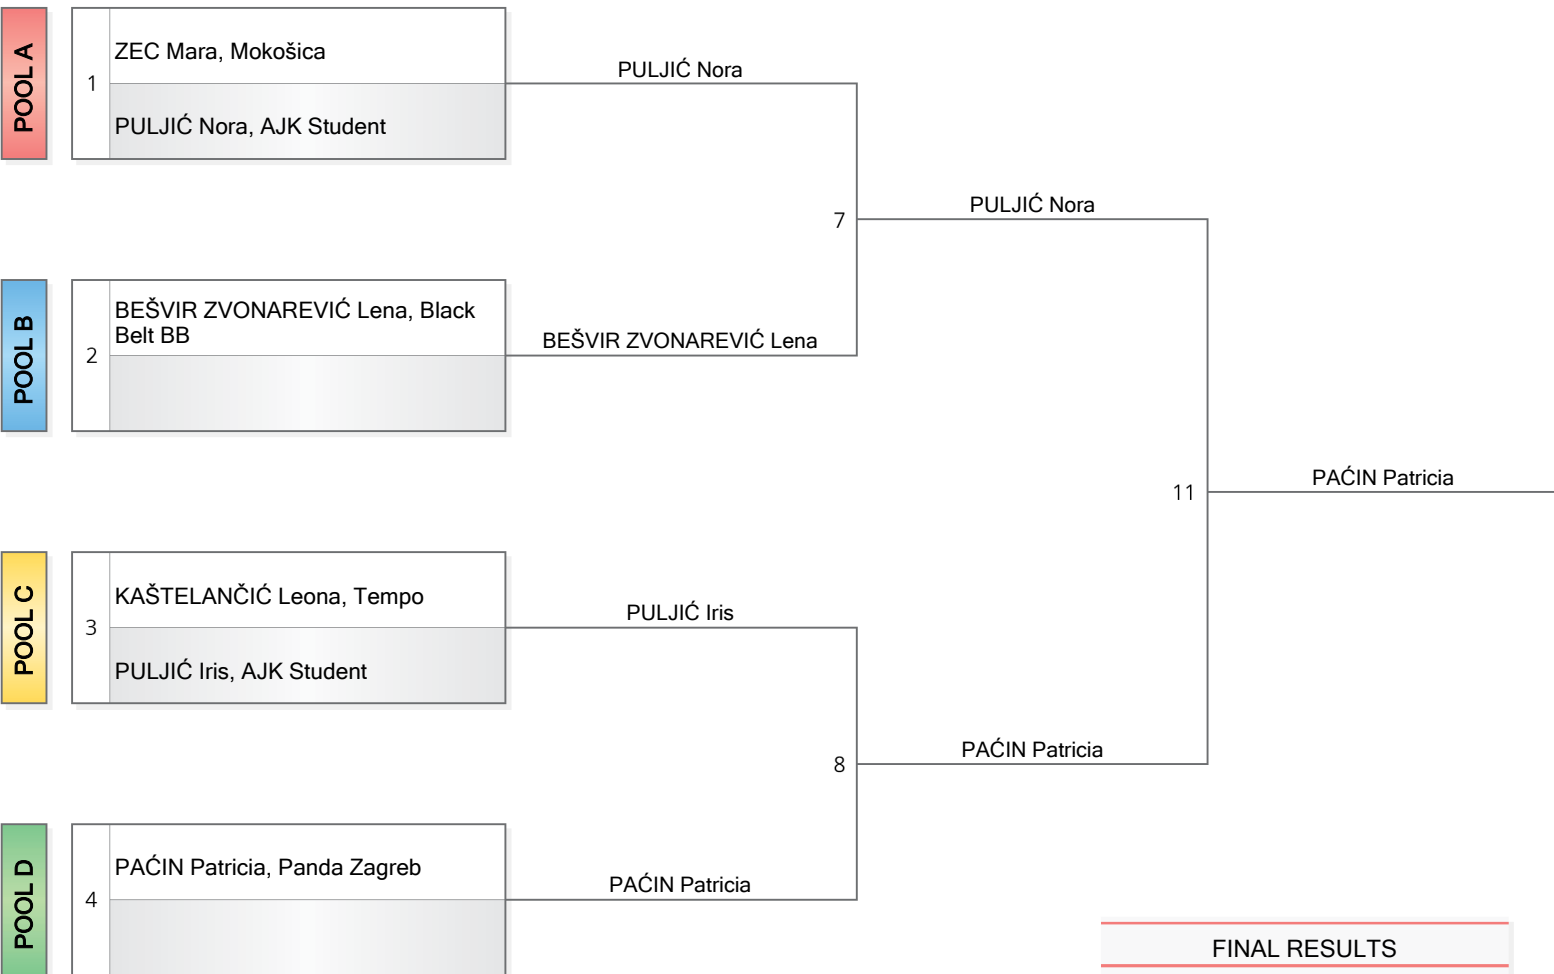 POOL A
1
ZEC Mara, Mokošica
PULJIĆ Nora, AJK Student
PULJIĆ Nora
7
PULJIĆ Nora
POOL B
2
BEŠVIR ZVONAREVIĆ Lena, Black
Belt BB
BEŠVIR ZVONAREVIĆ Lena
11
PAĆIN Patricia
POOL C
3
KAŠTELANČIĆ Leona, Tempo
PULJIĆ Iris, AJK Student
PULJIĆ Iris
8
PAĆIN Patricia
POOL D
4
PAĆIN Patricia, Panda Zagreb
PAĆIN Patricia
FINAL RESULTS